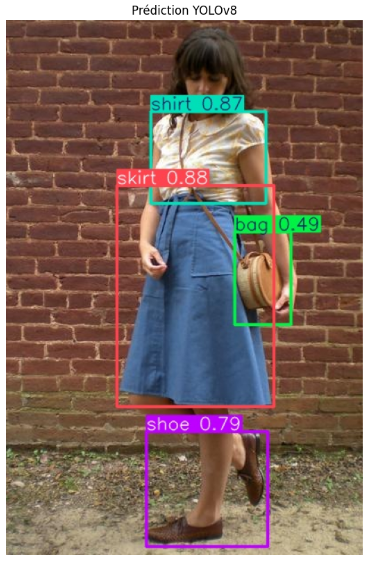 Prédiction YOLOv8
shirt 0.87
skirt 0.88
bag 0.49
shoe 0.79